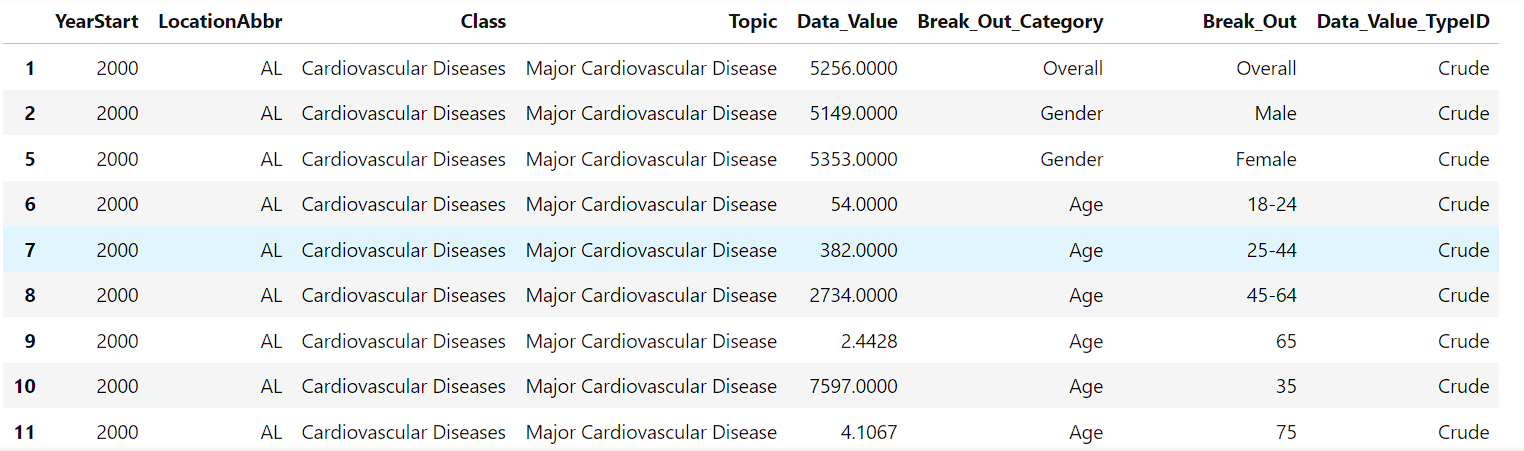 YearStart LocationAbbr Class Topic Data_Value Break_Out_Category Break_Out Data_Value_TypeID
1 2000 AL Cardiovascular Diseases Major Cardiovascular Disease 5256.0000 Overall Overall Crude
2 2000 AL Cardiovascular Diseases Major Cardiovascular Disease 5149.0000 Gender Male Crude
5 2000 AL Cardiovascular Diseases Major Cardiovascular Disease 5353.0000 Gender Female Crude
6 2000 AL Cardiovascular Diseases Major Cardiovascular Disease 54.0000 Age 18-24 Crude
7 2000 AL Cardiovascular Diseases Major Cardiovascular Disease 382.0000 Age 25-44 Crude
8 2000 AL Cardiovascular Diseases Major Cardiovascular Disease 2734.0000 Age 45-64 Crude
9 2000 AL Cardiovascular Diseases Major Cardiovascular Disease 2.4428 Age 65 Crude
10 2000 AL Cardiovascular Diseases Major Cardiovascular Disease 7597.0000 Age 35 Crude
11 2000 AL Cardiovascular Diseases Major Cardiovascular Disease 4.1067 Age 75 Crude